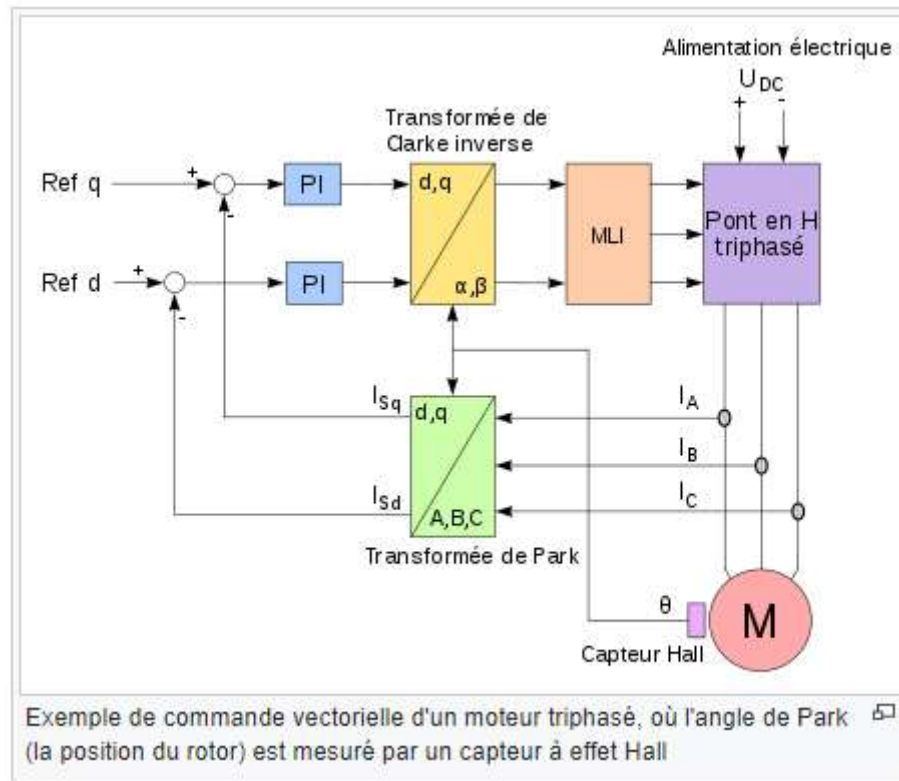 Alimentation électrique
U DC
+ -
Transformée de
Clarke inverse
Ref q
+
-
PI
d,q
α,β
MLI
Pont en H
triphasé
Ref d
+
-
PI
I Sq
d,q
I A
I B
I Sd
A,B,C
I C
Transformée de Park
θ
M
Capteur Hall
Exemple de commande vectorielle d'un moteur triphasé, où l'angle de Park
(la position du rotor) est mesuré par un capteur à effet Hall